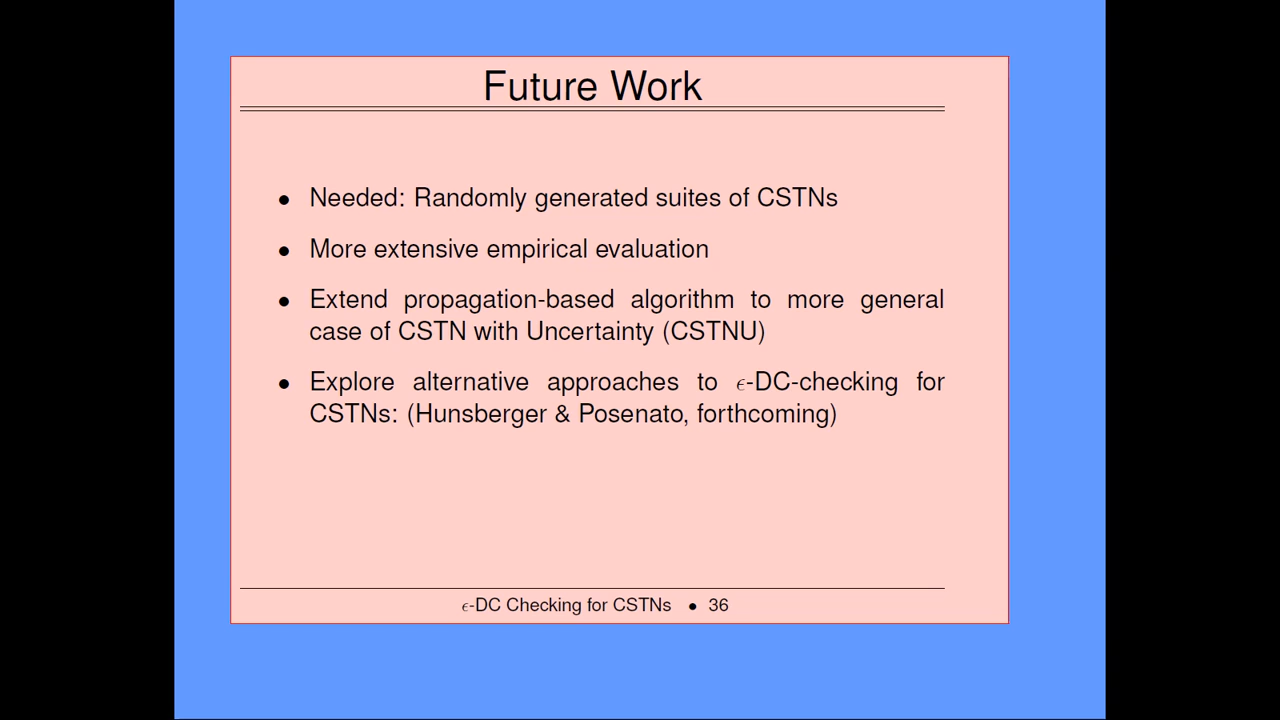 Future Work
• Needed: Randomly generated suites of CSTNs
• More extensive empirical evaluation
• Extend propagation-based algorithm to more general
case of CSTN with Uncertainty (CSTNU)
• Explore alternative approaches to ϵ-DC-checking for
CSTNs: (Hunsberger & Posenato, forthcoming)
ϵ-DC Checking for CSTNs • 36